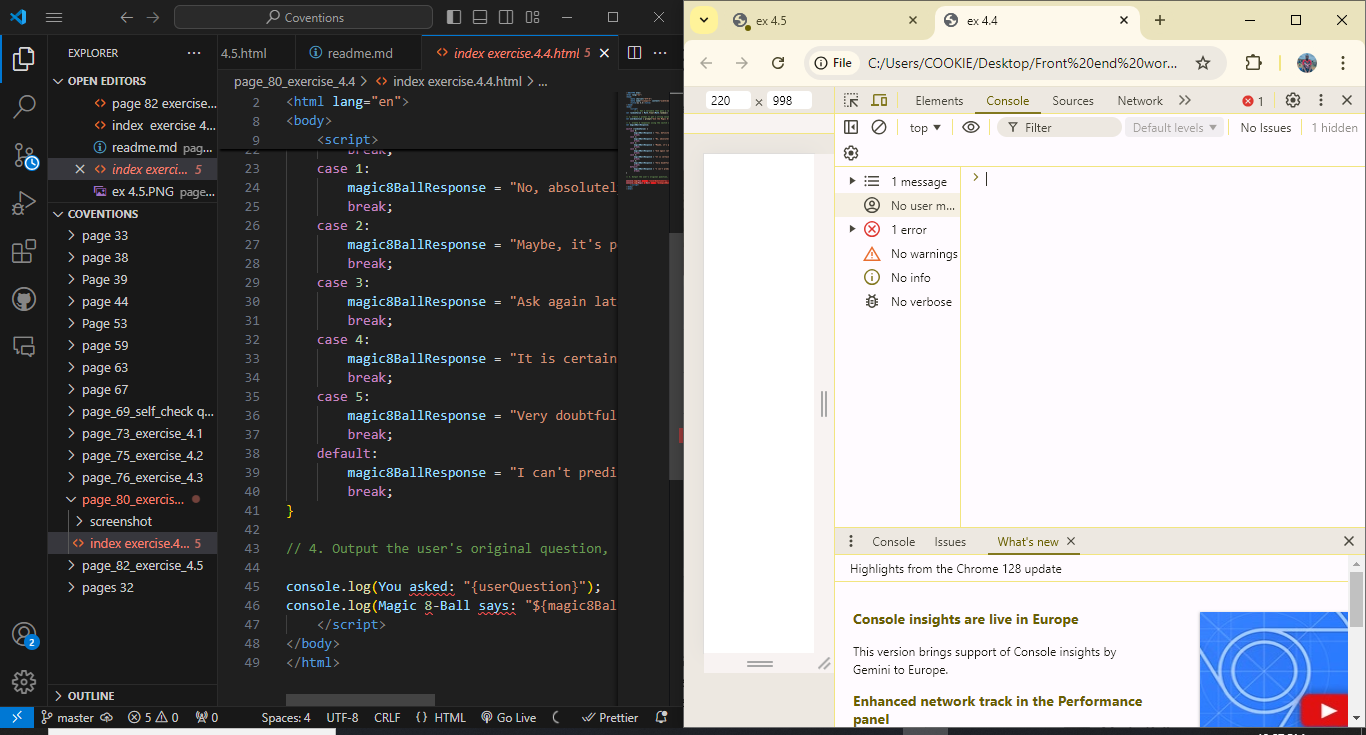 Coventions
EXPLORER
OPEN EDITORS
page 82 exercise...
index exercise 4...
readme.md pag...
index exerci... 5
ex 4.5.PNG page...
COVENTIONS
page 33
page 38
Page 39
page 44
Page 53
page 59
page 63
page 67
page_69_self_check q...
page_73_exercise_4.1
page_75_exercise_4.2
page_76_exercise_4.3
page_80_exercis...
screenshot
index exercise.4... 5
page_82_exercise_4.5
pages 32
OUTLINE
2
4.5.html
readme.md
index exercise.4.4.html 5
page_80_exercise_4.4 > index exercise.4.4.html > ...
2 <html lang="en">
8 <body>
9 <script>
22 break;
23 case 1:
24 magic8BallResponse = "No, absolutel
25 break;
26 case 2:
27 magic8BallResponse = "Maybe, it's p
28 break;
29 case 3:
30 magic8BallResponse = "Ask again lat
31 break;
32 case 4:
33 magic8BallResponse = "It is certain
34 break;
35 case 5:
36 magic8BallResponse = "Very doubtful
37 break;
38 default:
39 magic8BallResponse = "I can't predi
40 break;
41 }
42
43 // 4. Output the user's original question,
44
45 console.log(You asked: "{userQuestion}");
46 console.log(Magic 8-Ball says: "${magic8Bal
47 </script>
48 </body>
49 </html>
master 5 0 0 Spaces: 4 UTF-8 CRLF {} HTML Go Live Prettier
ex 4.5
ex 4.4
File C:/Users/COOKIE/Desktop/Front%20end%20wor...
220 × 998
Elements Console Sources Network 1
top Filter Default levels No Issues 1 hidden
1 message
No user m...
1 error
No warnings
No info
No verbose
>
Console Issues What's new
Highlights from the Chrome 128 update
Console insights are live in Europe
This version brings support of Console insights by
Gemini to Europe.
Enhanced network track in the Performance
panel